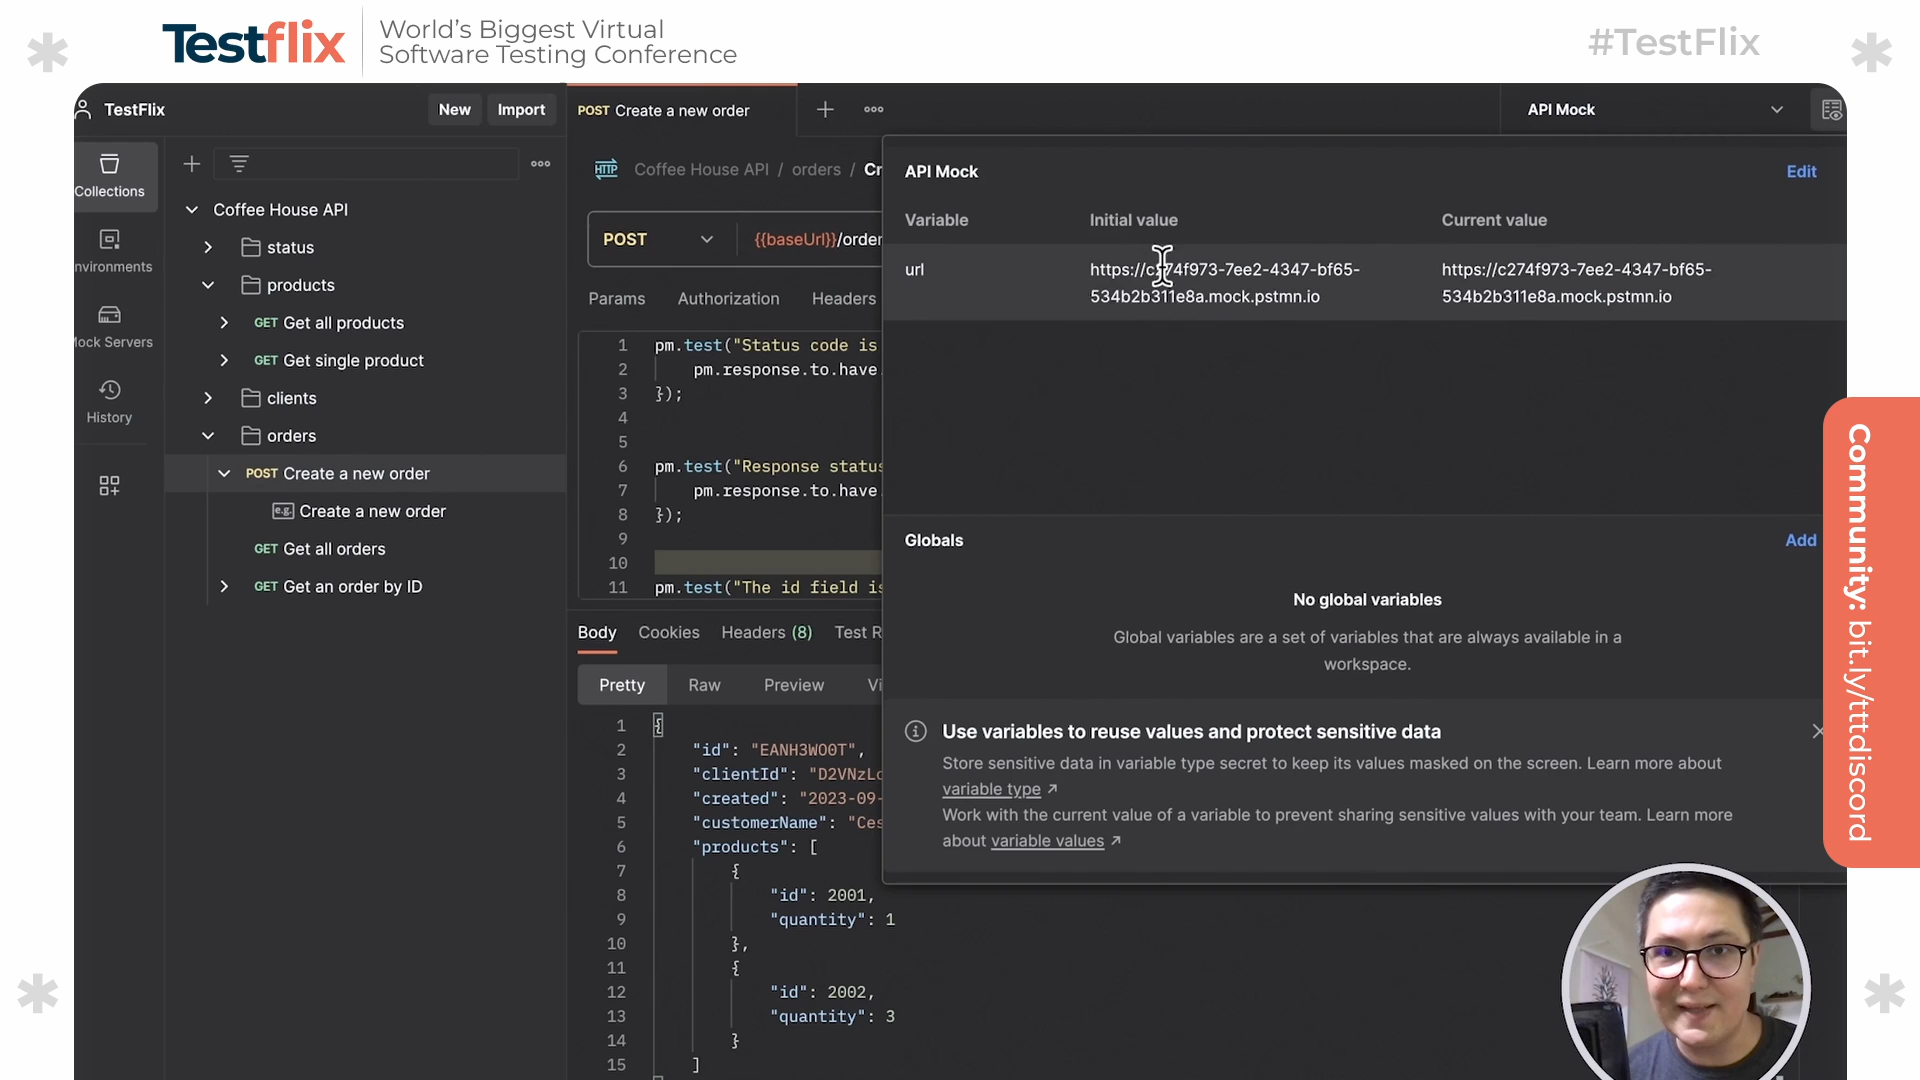 Testflix
World's Biggest Virtual
Software Testing Conference
#TestFlix
TestFlix
New
Import
POST Create a new order
API Mock
Collections
nvironments
Mock Servers
History
Coffee House API
status
products
GET Get all products
GET Get single product
clients
orders
POST Create a new order
e.g. Create a new order
GET Get all orders
GET Get an order by ID
HTTP Coffee House API / orders / Cr
POST
{{baseUrl}}/order
Params
Authorization
Headers
1 pm.test("Status code is
2 pm.response.to.have.
3 });
4
5
6 pm.test("Response status
7 pm.response.to.have.
8 });
9
10
11 pm.test("The id field is
Body
Cookies
Headers (8)
Test R
Pretty
Raw
Preview
Vi
1 {
2 "id": "EANH3WO0T",
3 "clientId": "D2VNzLc
4 "created": "2023-09-
5 "customerName": "Ces
6 "products": [
7 {
8 "id": 2001,
9 "quantity": 1
10 },
11 {
12 "id": 2002,
13 "quantity": 3
14 }
15 ]
API Mock
Edit
Variable
Initial value
Current value
url
https://c274f973-7ee2-4347-bf65-
534b2b311e8a.mock.pstmn.io
https://c274f973-7ee2-4347-bf65-
534b2b311e8a.mock.pstmn.io
Globals
Add
No global variables
Global variables are a set of variables that are always available in a
workspace.
Use variables to reuse values and protect sensitive data
Store sensitive data in variable type secret to keep its values masked on the screen. Learn more about
variable type ↗
Work with the current value of a variable to prevent sharing sensitive values with your team. Learn more
about variable values ↗
Community: bit.ly/tttdiscord